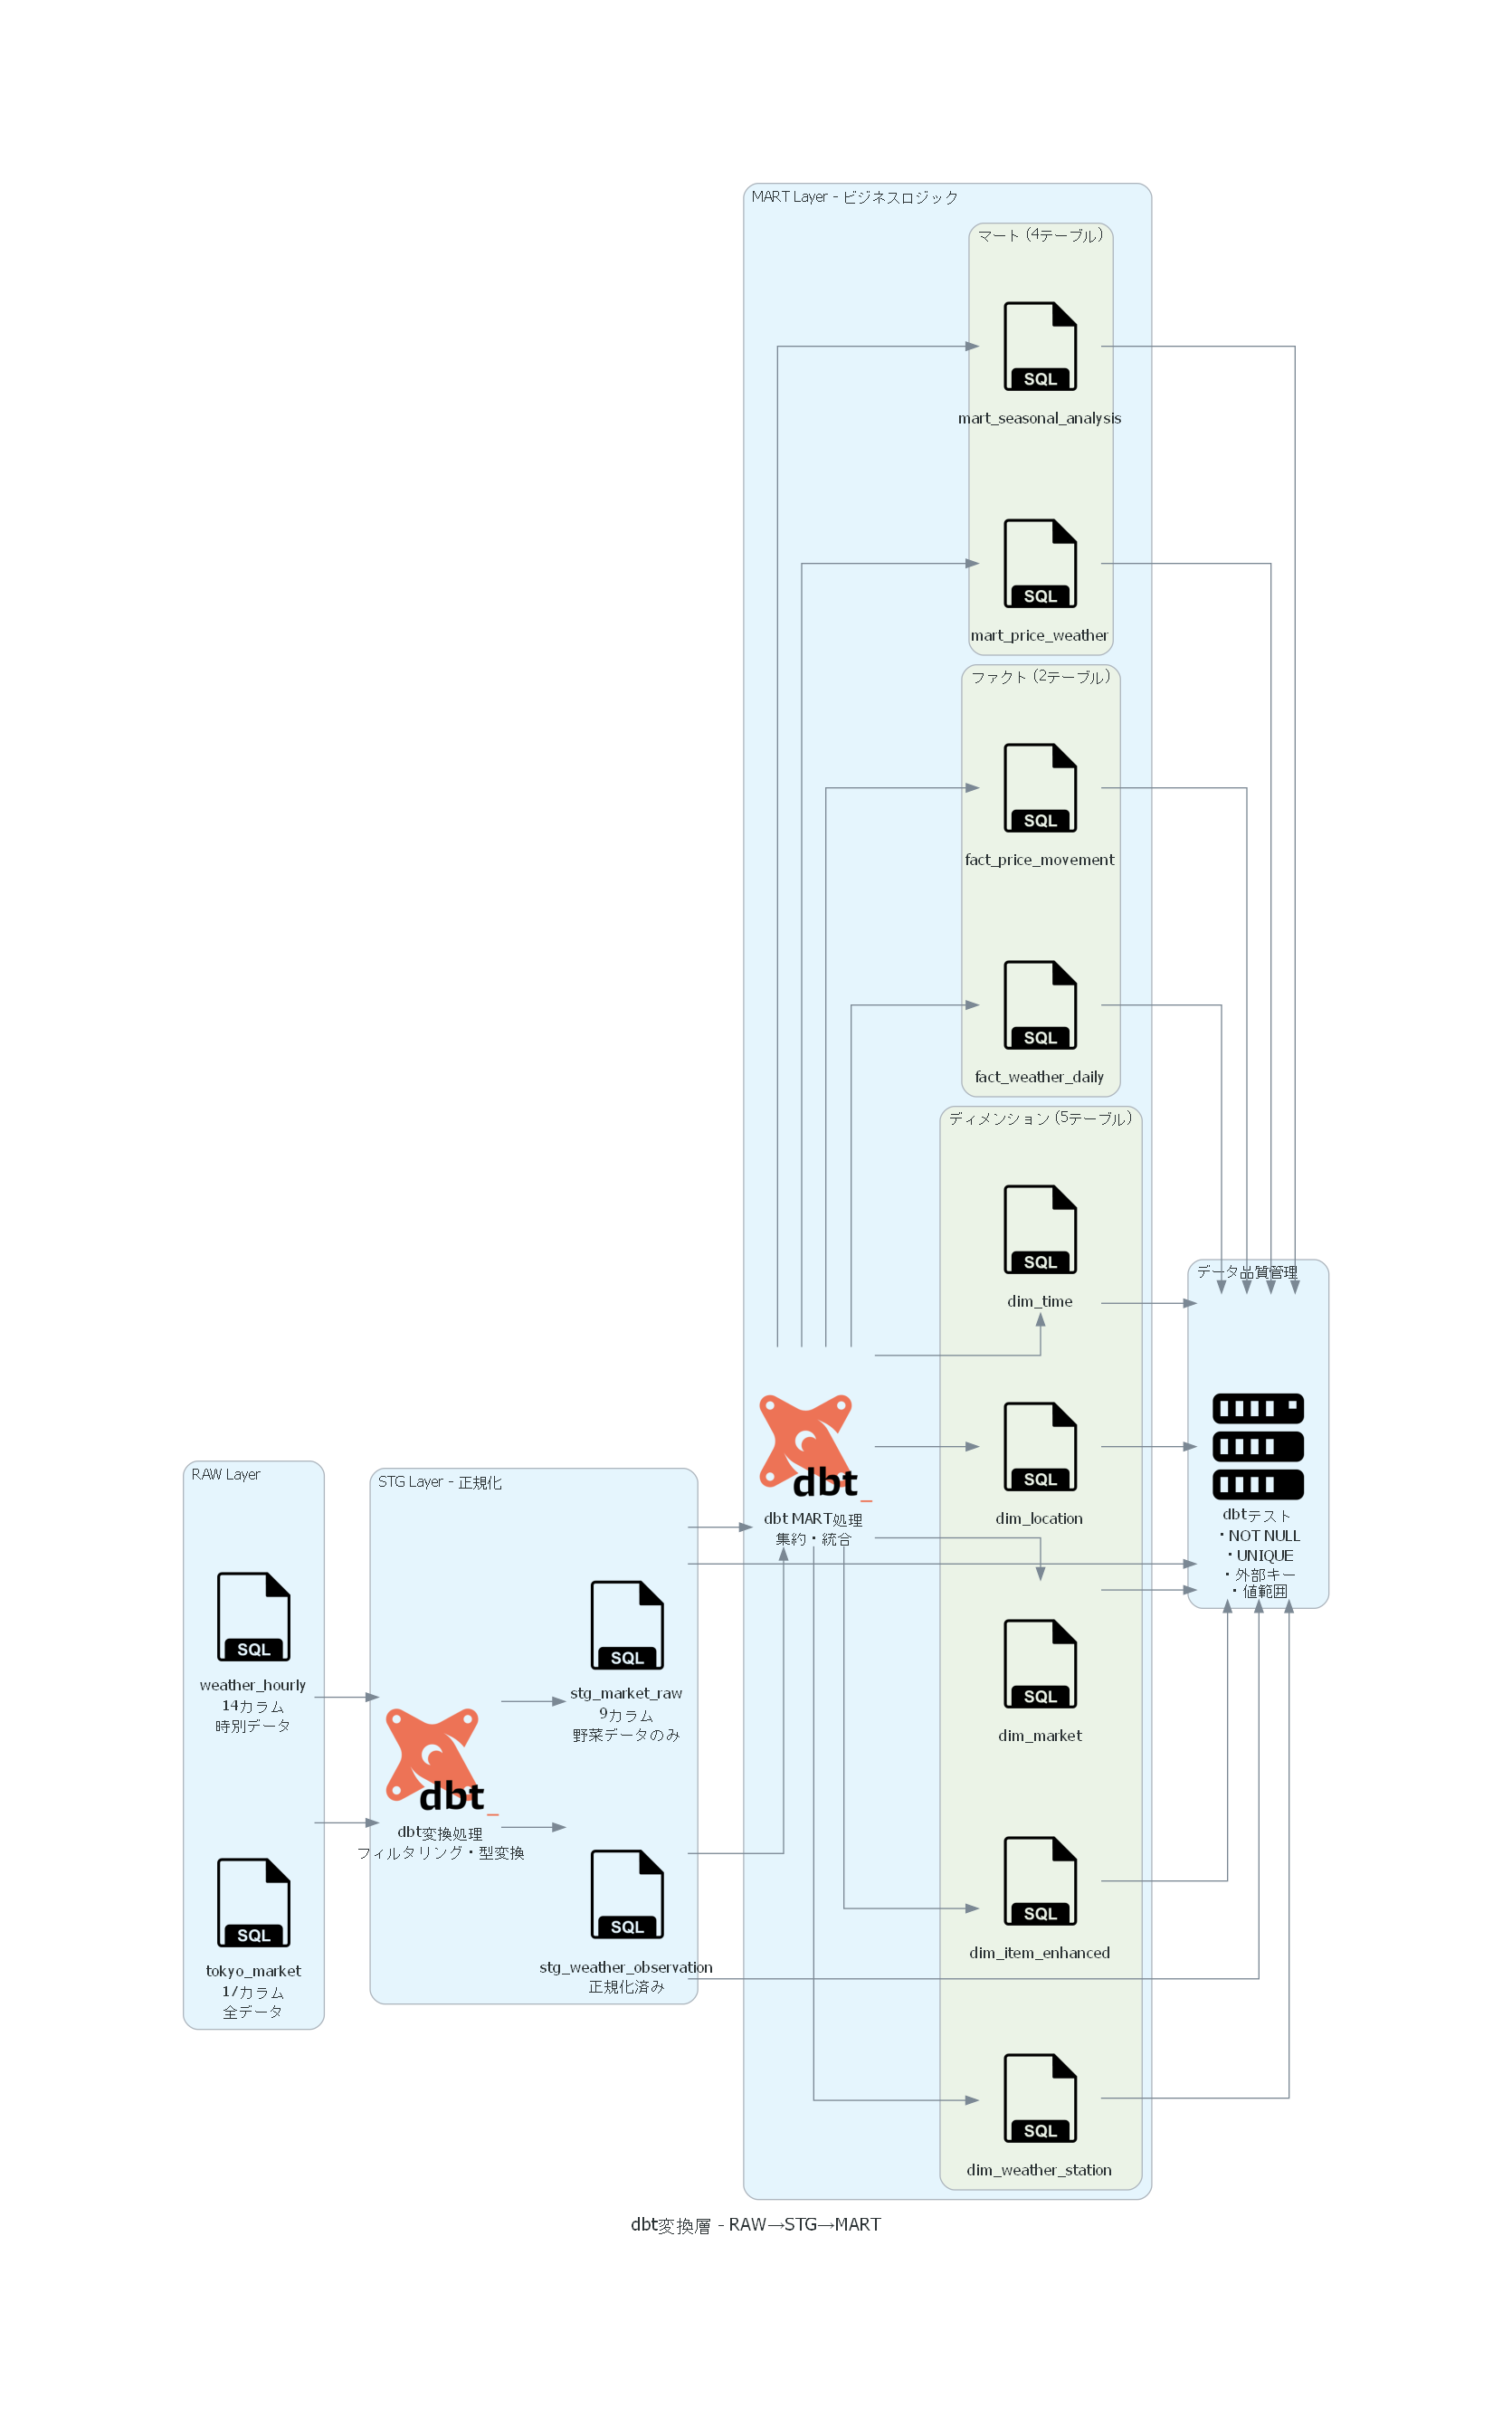 MART Layer - ビジネスロジック
マート (4テーブル)
SQL
mart_seasonal_analysis
SQL
mart_price_weather
ファクト (2テーブル)
SQL
fact_price_movement
SQL
fact_weather_daily
ディメンション (5テーブル)
SQL
dim_time
SQL
dim_location
SQL
dim_market
SQL
dim_item_enhanced
SQL
dim_weather_station
dbt_
dbt MART処理
集約・統合
データ品質管理
dbtテスト
・NOT NULL
・UNIQUE
・外部キー
・値範囲
RAW Layer
SQL
weather_hourly
14カラム
時別データ
SQL
tokyo_market
17カラム
全データ
STG Layer - 正規化
dbt_
dbt変換処理
フィルタリング・型変換
SQL
stg_market_raw
9カラム
野菜データのみ
SQL
stg_weather_observation
正規化済み
dbt変換層 - RAW→STG→MART